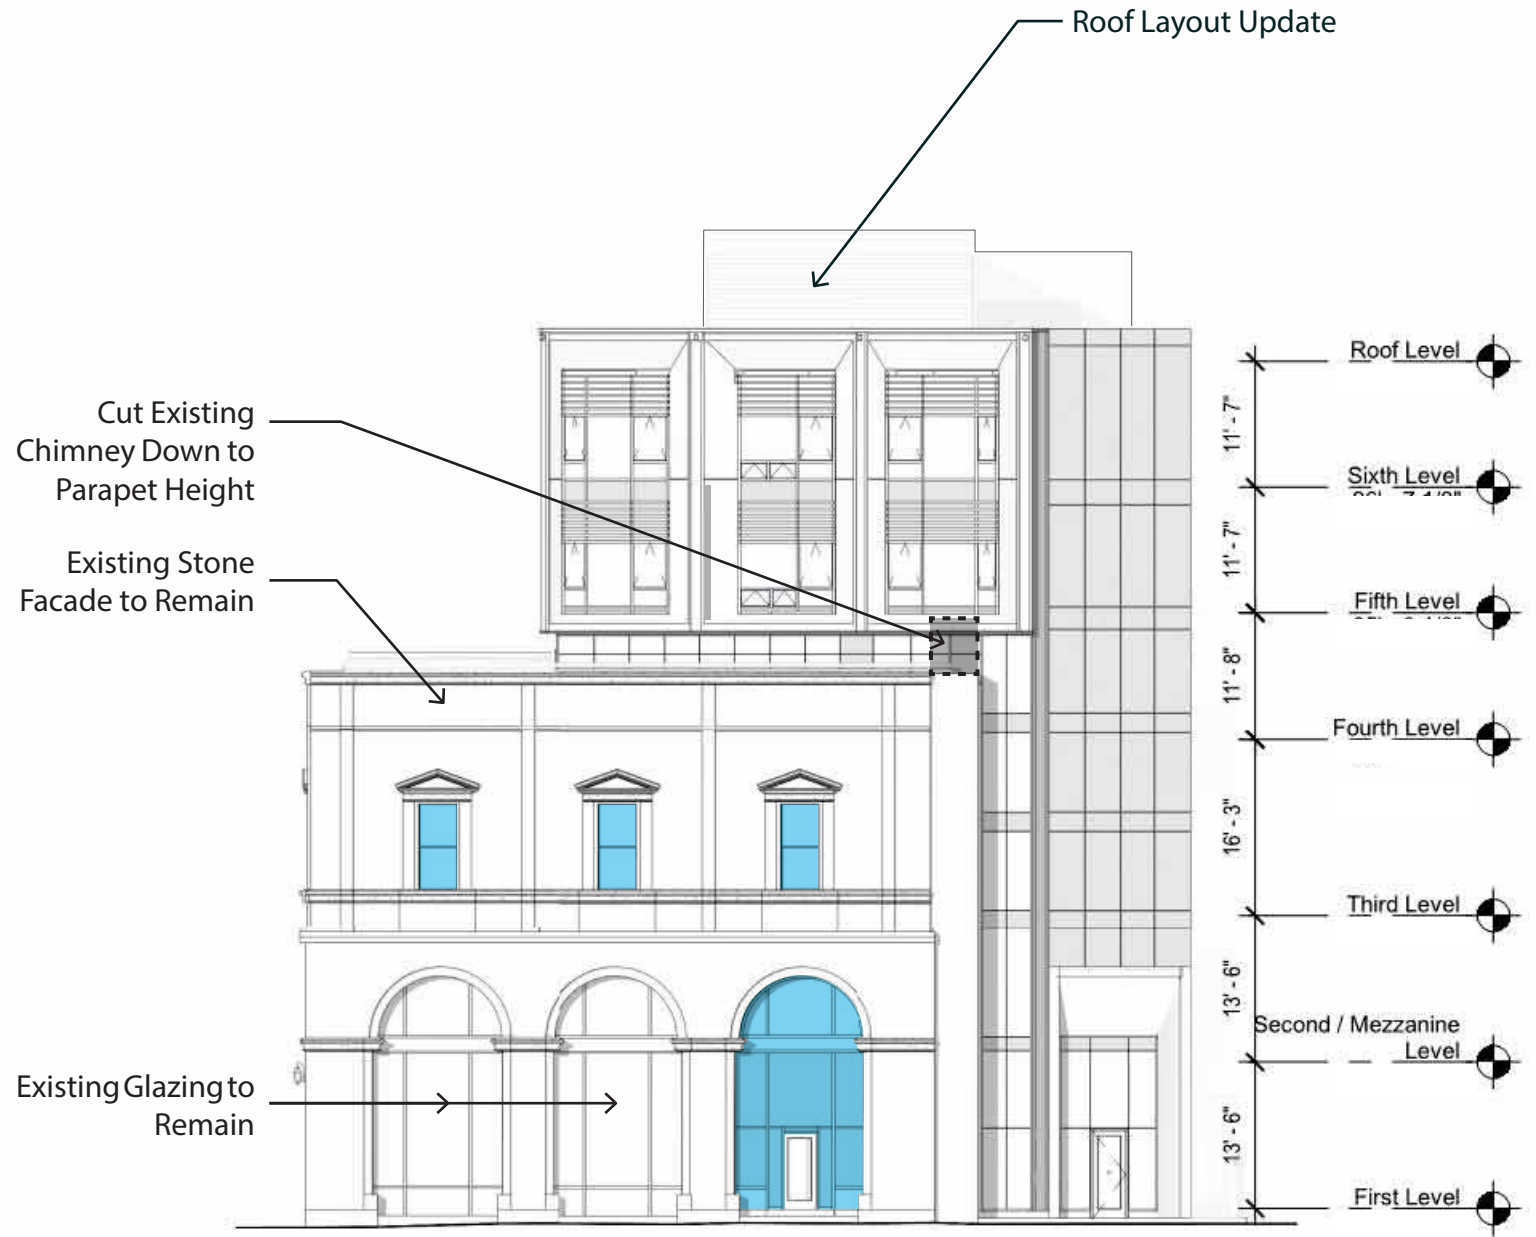 Roof Layout Update
Roof Level
11' - 7"
Cut Existing
Chimney Down to
Parapet Height
Sixth Level
11' - 7"
Existing Stone
Facade to Remain
Fifth Level
11' - 8"
Fourth Level
16' - 3"
Third Level
13' - 6"
Second / Mezzanine
Level
Existing Glazing to
Remain
13' - 6"
First Level